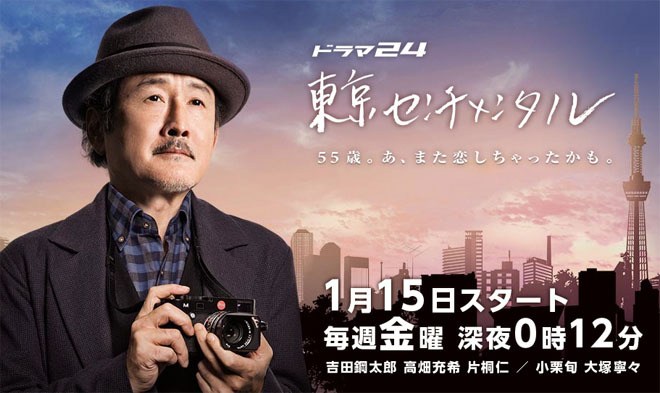 ドラマ24
東京センチメンタル
55歳。あ、また恋しちゃったかも。
1月15日スタート
毎週金曜 深夜0時12分
吉田鋼太郎 高畑充希 片桐仁 ／ 小栗旬 大塚寧々